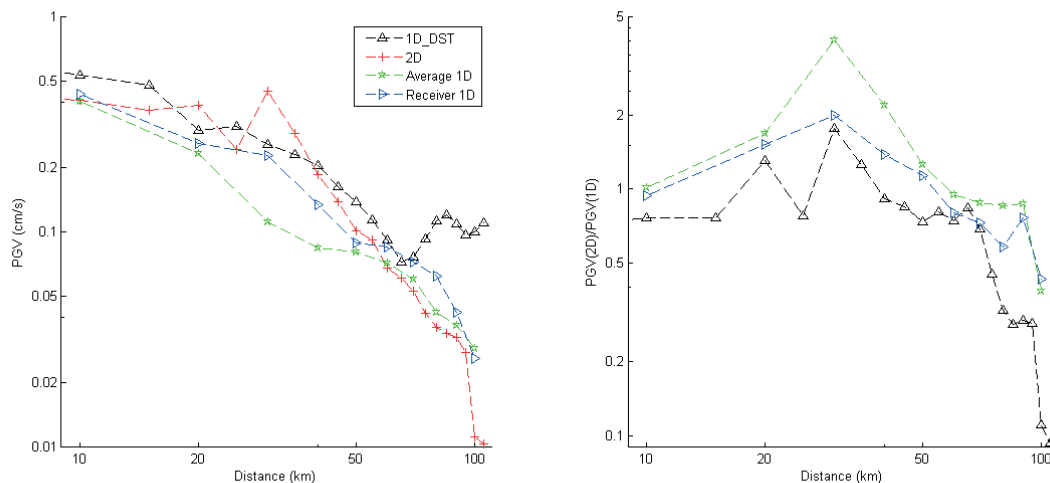 1
0.5
0.2
0.1
0.05
0.02
0.01
PGV (cm/s)
10
20
50
100
Distance (km)
1D_DST
2D
Average 1D
Receiver 1D
5
2
1
0.5
0.2
0.1
PGV(2D)/PGV(1D)
10
20
50
100
Distance (km)